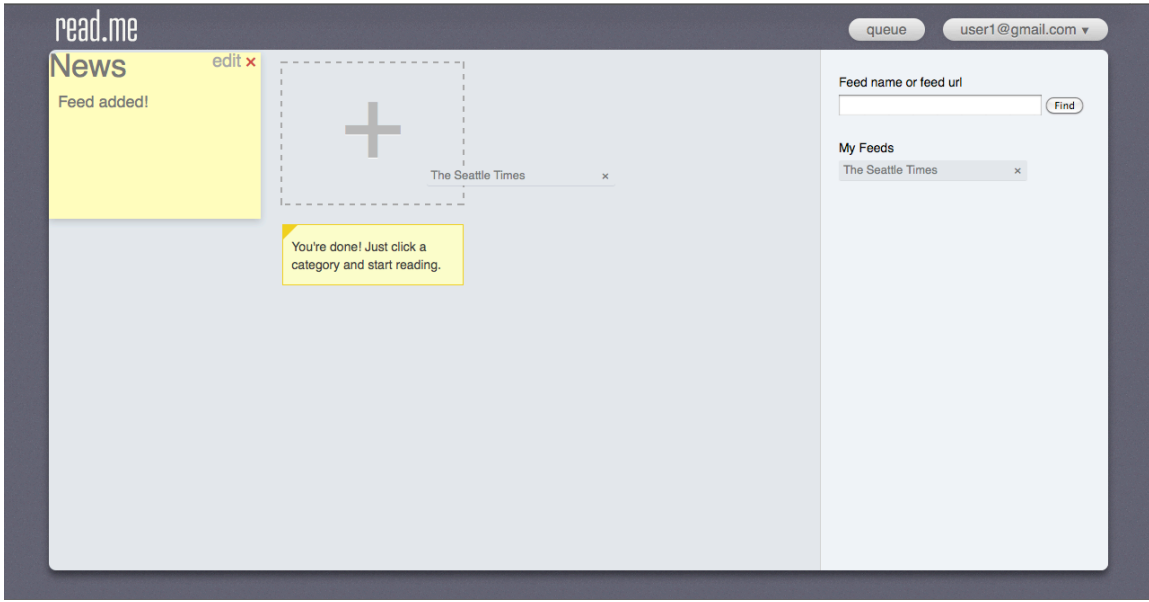 read.me
queue
user1@gmail.com ▾
News
edit ×
Feed added!
The Seattle Times ×
You're done! Just click a
category and start reading.
Feed name or feed url
Find
My Feeds
The Seattle Times ×